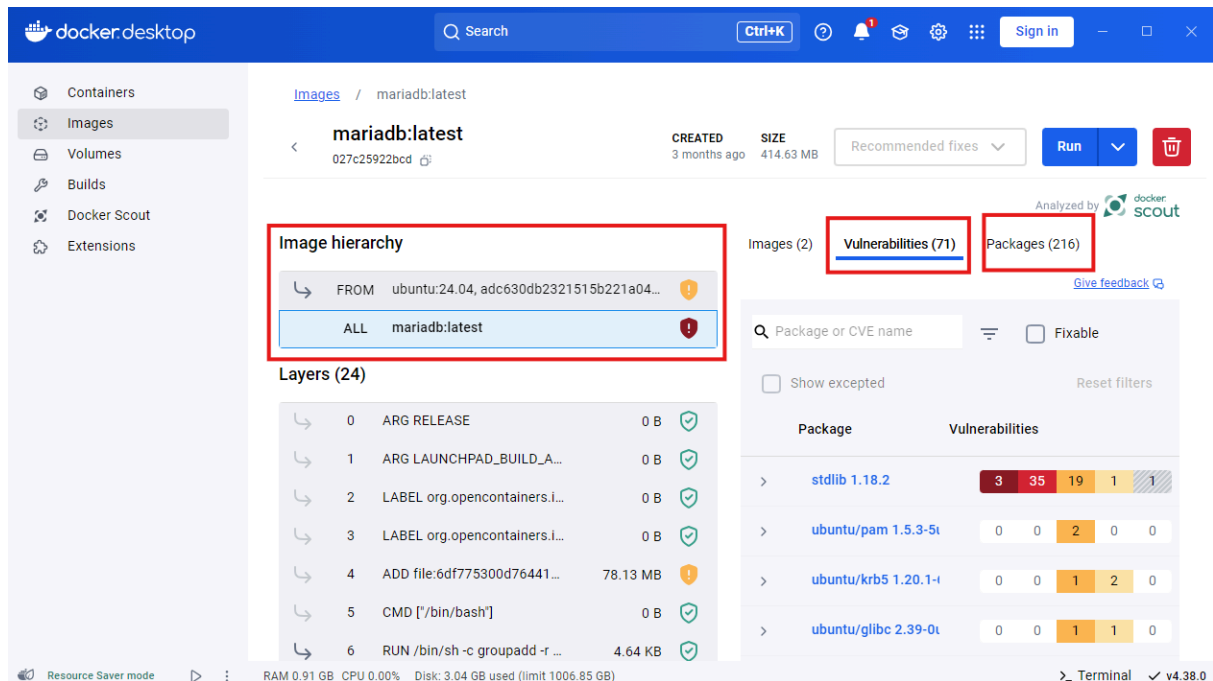 docker.desktop
Search
Ctrl+K
1
Sign in
Containers
Images
Volumes
Builds
Docker Scout
Extensions
Images / mariadb:latest
mariadb:latest
027c25922bcd
CREATED
3 months ago
SIZE
414.63 MB
Recommended fixes
Run
Analyzed by docker scout
Image hierarchy
FROM ubuntu:24.04, adc630db2321515b221a04...
ALL mariadb:latest
Layers (24)
0 ARG RELEASE 0 B
1 ARG LAUNCHPAD_BUILD_A... 0 B
2 LABEL org.opencontainers.i... 0 B
3 LABEL org.opencontainers.i... 0 B
4 ADD file:6df775300d76441... 78.13 MB
5 CMD ["/bin/bash"] 0 B
6 RUN /bin/sh -c groupadd -r ... 4.64 KB
Images (2) Vulnerabilities (71) Packages (216)
Give feedback
Package or CVE name
Fixable
Show excepted
Reset filters
Package Vulnerabilities
stdlib 1.18.2 3 35 19 1 1
ubuntu/pam 1.5.3-5u 0 0 2 0 0
ubuntu/krb5 1.20.1- 0 0 1 2 0
ubuntu/glibc 2.39-0u 0 0 1 1 0
Resource Saver mode
RAM 0.91 GB CPU 0.00% Disk: 3.04 GB used (limit 1006.85 GB)
>_ Terminal
v4.38.0